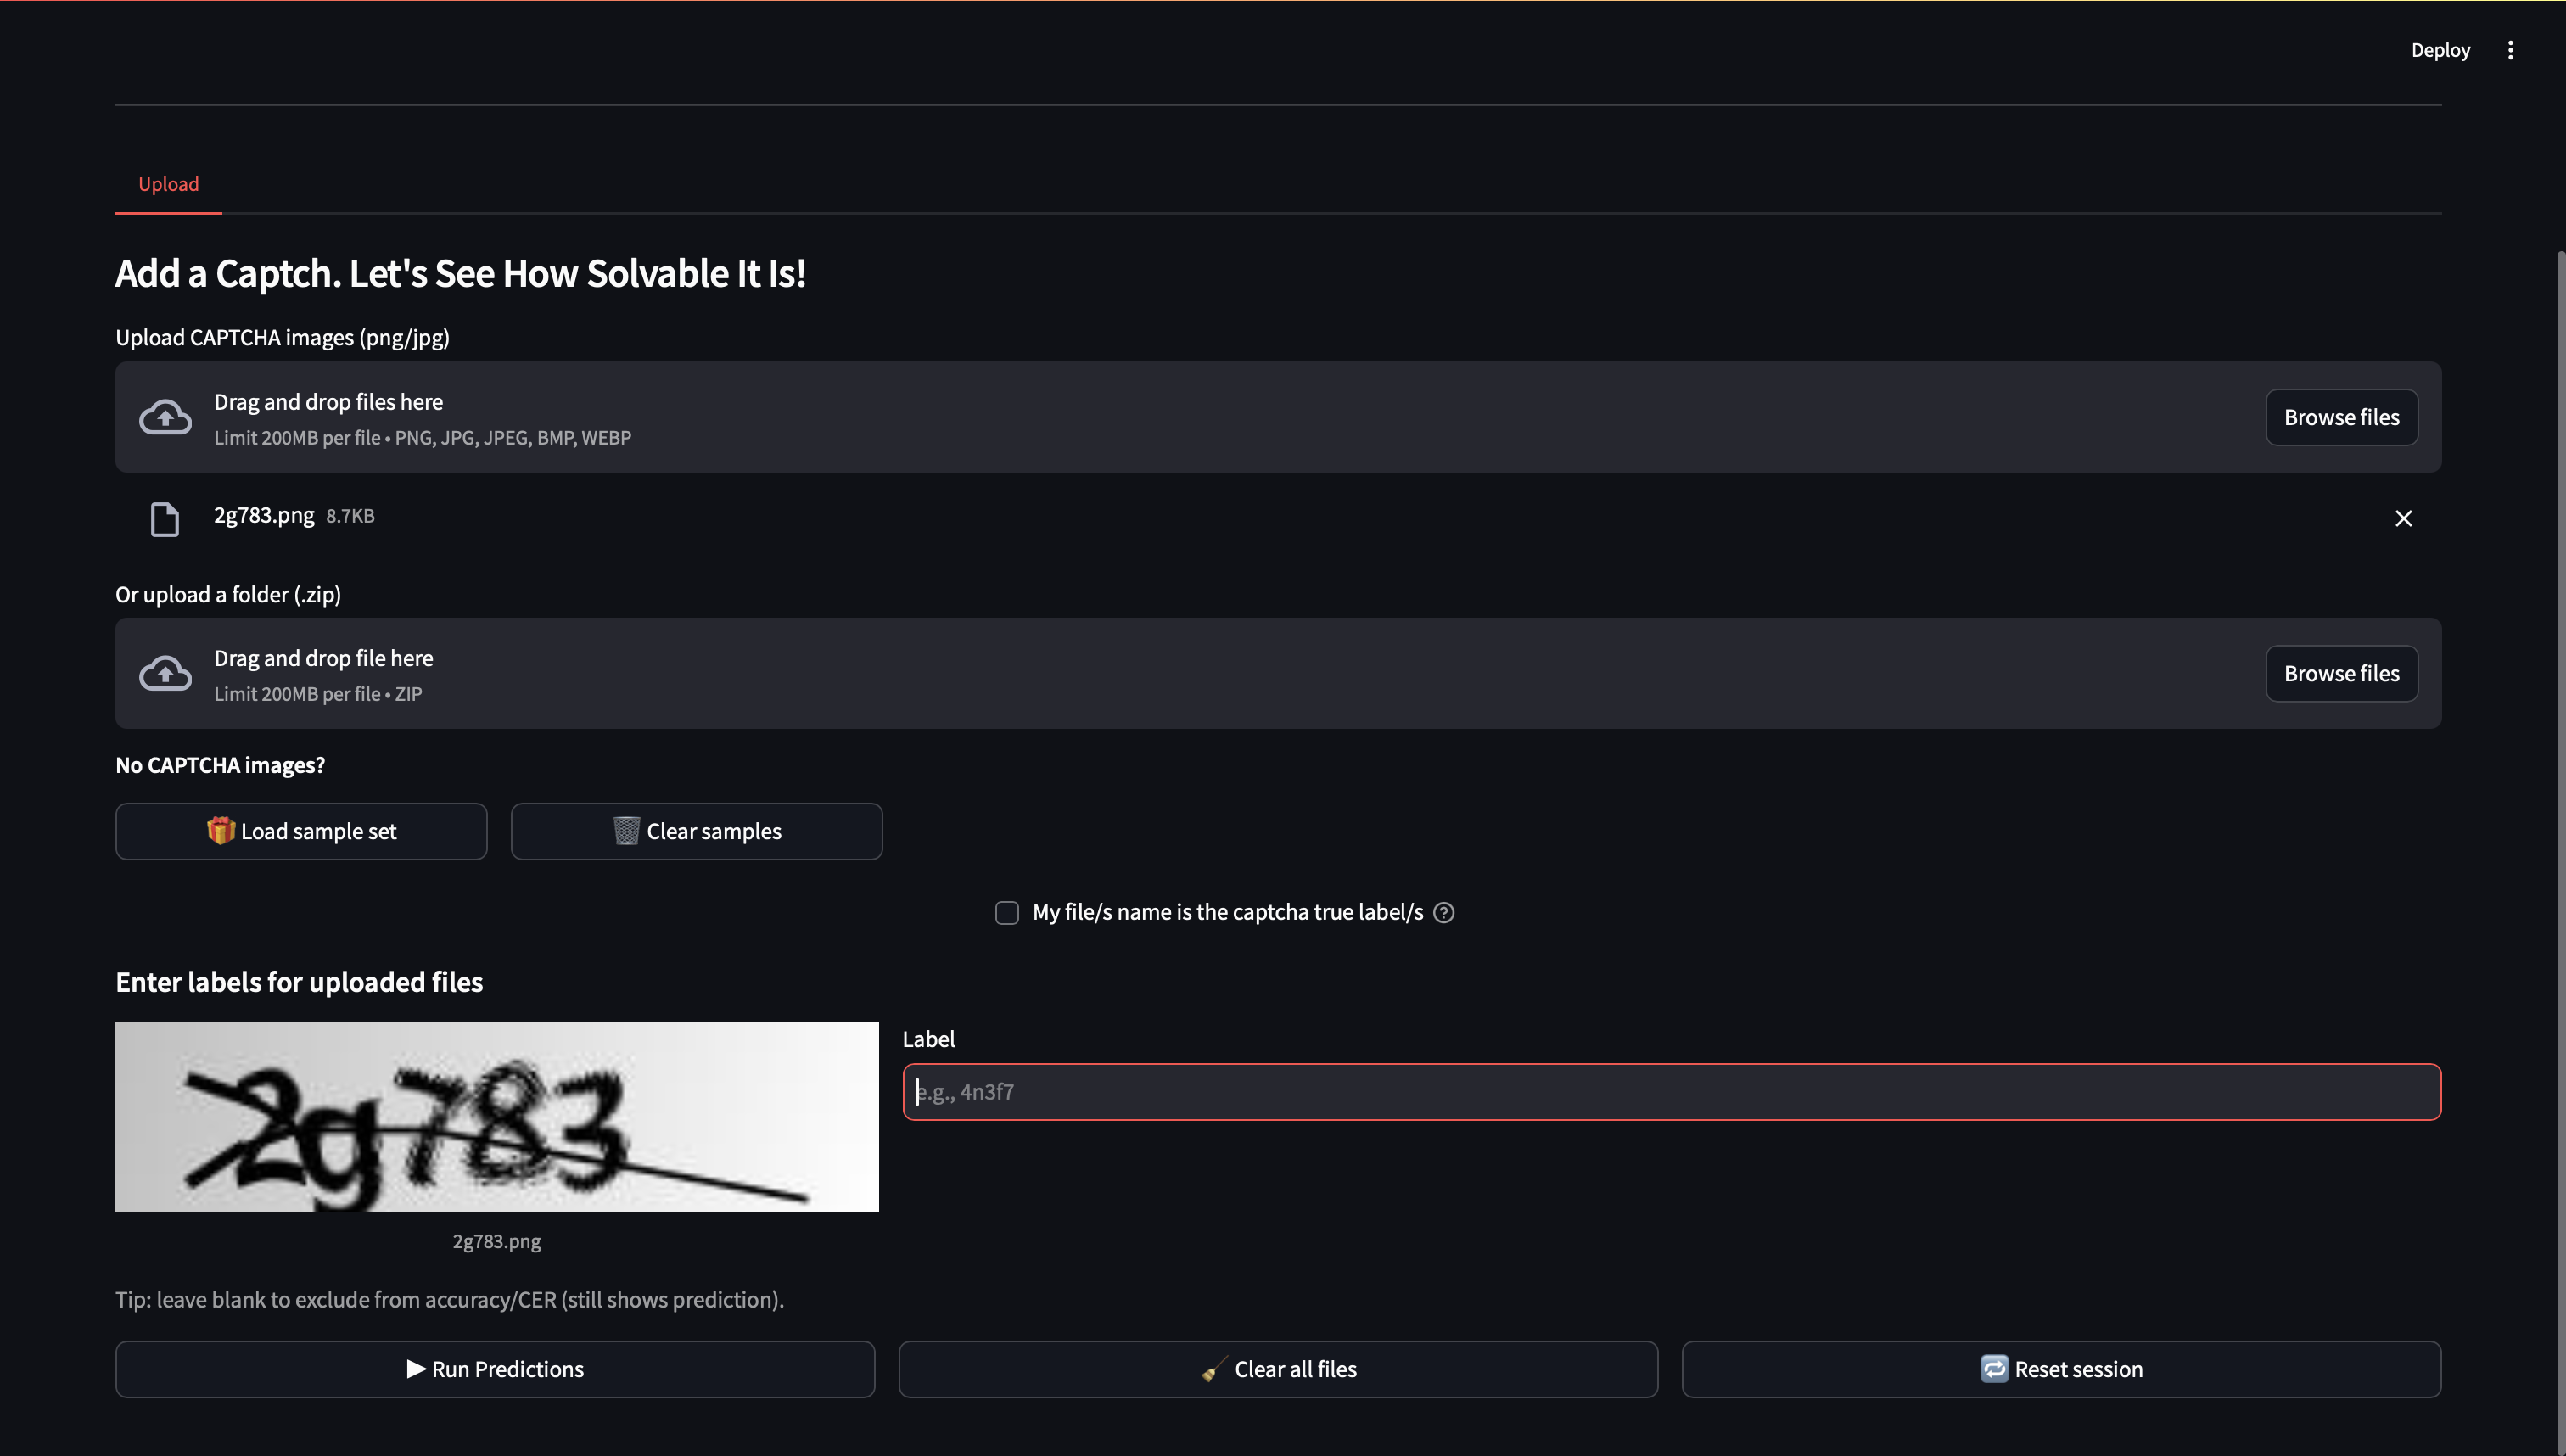 Deploy
Upload
Add a Captch. Let's See How Solvable It Is!
Upload CAPTCHA images (png/jpg)
Drag and drop files here
Limit 200MB per file • PNG, JPG, JPEG, BMP, WEBP
Browse files
2g783.png 8.7KB
Or upload a folder (.zip)
Drag and drop file here
Limit 200MB per file • ZIP
Browse files
No CAPTCHA images?
🎁 Load sample set
🗑️ Clear samples
My file/s name is the captcha true label/s
Enter labels for uploaded files
2g783
Label
e.g., 4n3f7
2g783.png
Tip: leave blank to exclude from accuracy/CER (still shows prediction).
▶ Run Predictions
🧹 Clear all files
🔁 Reset session